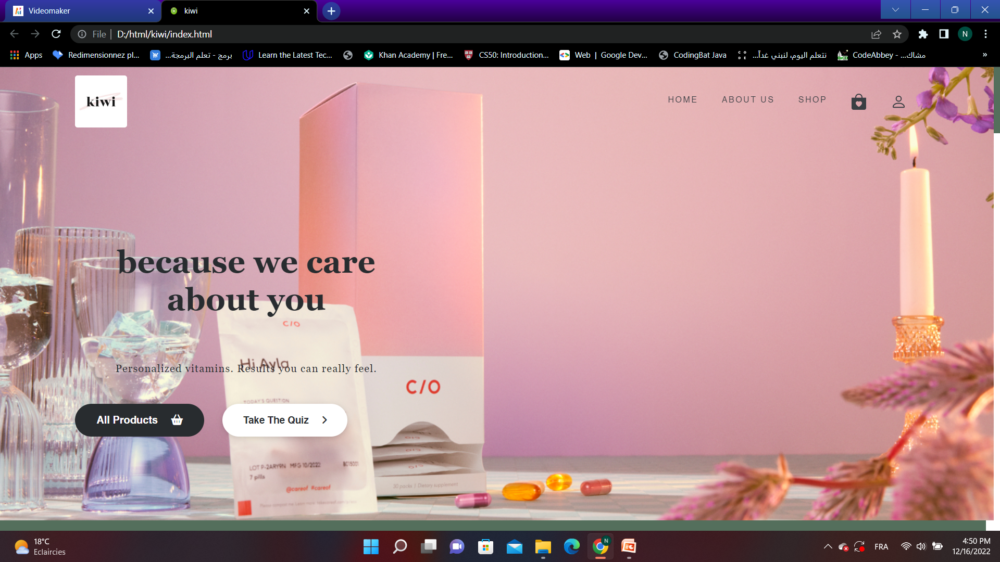 Videomaker
kiwi
File
D:/html/kiwi/index.html
N
Apps
Redimensionnez pl...
برمج - تعلم البرمجة...
Learn the Latest Tec...
Khan Academy | Fre...
CS50: Introduction...
Web | Google Dev...
CodingBat Java
نتعلم اليوم، لنبني غداً...
CodeAbbey - مشاك...
»
kiwi
HOME
ABOUT US
SHOP
because we care
about you
C/O
Hi Ayla
Personalized vitamins. Results you can really feel.
C/O
TODAY'S QUESTION
All Products
Take The Quiz
LOT P-2ARY9N MFG 10/2022 BC15001
7 pills
@careof #careof
30 packs / Dietary supplement
18°C
Eclaircies
N
FRA
4:50 PM
12/16/2022